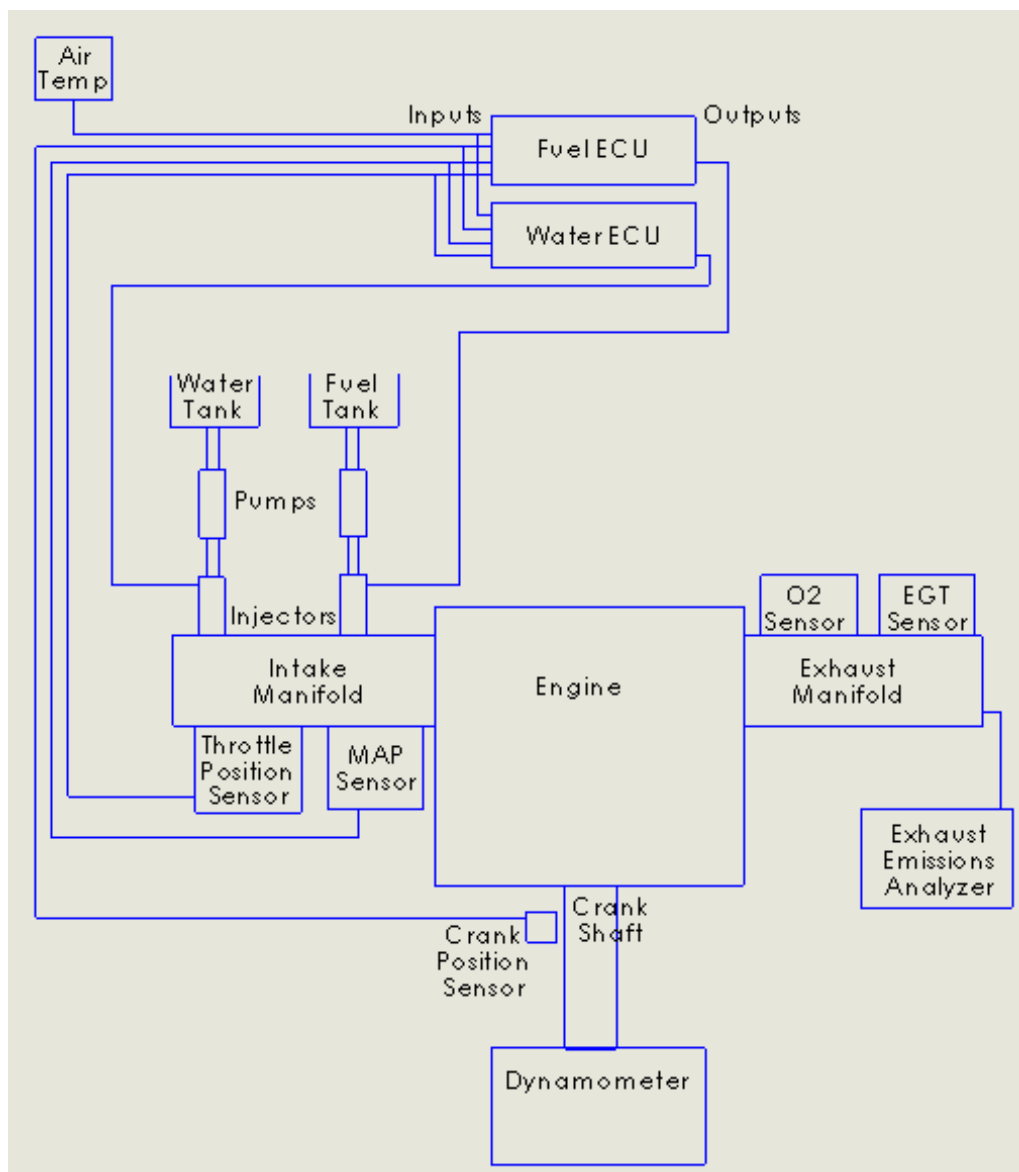 Air
Temp
Inputs
Outputs
Fuel ECU
Water ECU
Water
Tank
Fuel
Tank
Pumps
Injectors
Intake
Manifold
Engine
O2
Sensor
EGT
Sensor
Exhaust
Manifold
Throttle
Position
Sensor
MAP
Sensor
Exhaust
Emissions
Analyzer
Crank
Shaft
Crank
Position
Sensor
Dynamometer